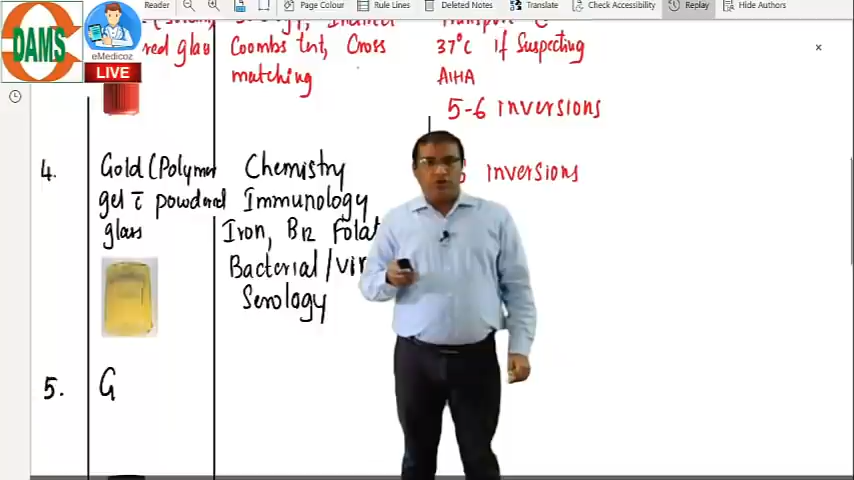 Reader
Page Colour
Rule Lines
Translate
Check Accessibility
Replay
Deleted Notes
Hide Authors
DAMS
eMedicoz
LIVE
Coombs test, Cross
matching
37°C If Suspecting
AIHA
5-6 inversions
4. Gold (Polymer
gel c̄ powdered
glass
Chemistry
Immunology
Iron, B12 Folat
Bacterial/Vir
Serology
inversions
5. G